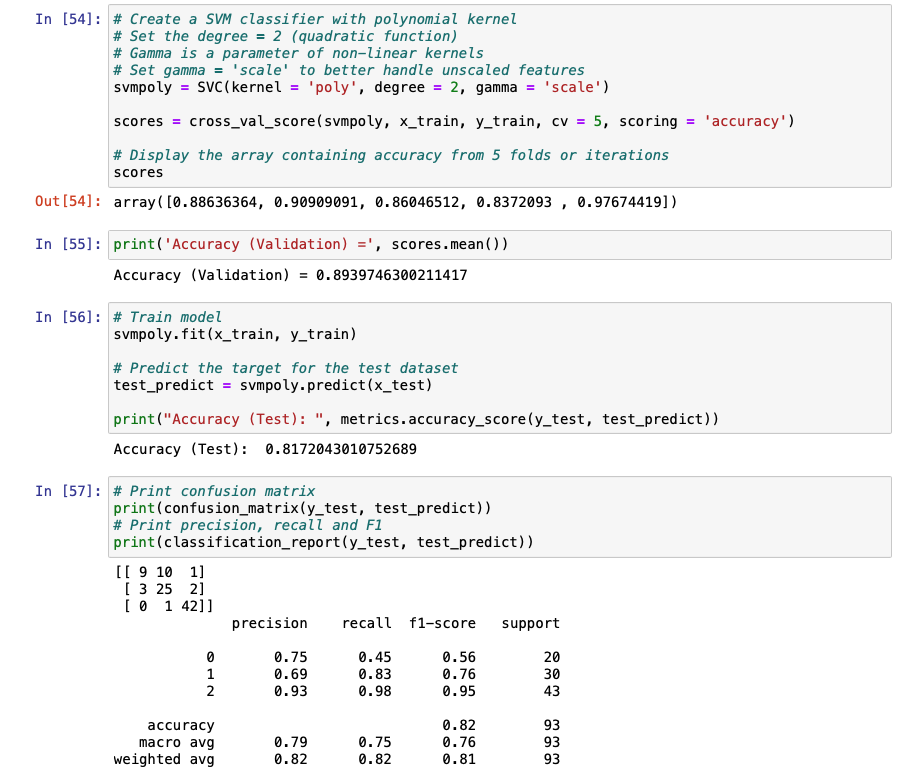 In [54]: # Create a SVM classifier with polynomial kernel
# Set the degree = 2 (quadratic function)
# Gamma is a parameter of non-linear kernels
# Set gamma = 'scale' to better handle unscaled features
svmpoly = SVC(kernel = 'poly', degree = 2, gamma = 'scale')
scores = cross_val_score(svmpoly, x_train, y_train, cv = 5, scoring = 'accuracy')
# Display the array containing accuracy from 5 folds or iterations
scores
Out[54]: array([0.88636364, 0.90909091, 0.86046512, 0.8372093 , 0.97674419])
In [55]: print('Accuracy (Validation) =', scores.mean())
Accuracy (Validation) = 0.8939746300211417
In [56]: # Train model
svmpoly.fit(x_train, y_train)
# Predict the target for the test dataset
test_predict = svmpoly.predict(x_test)
print("Accuracy (Test): ", metrics.accuracy_score(y_test, test_predict))
Accuracy (Test):  0.8172043010752689
In [57]: # Print confusion matrix
print(confusion_matrix(y_test, test_predict))
# Print precision, recall and F1
print(classification_report(y_test, test_predict))
[[ 9 10  1]
 [ 3 25  2]
 [ 0  1 42]]
              precision    recall  f1-score   support
           0       0.75      0.45      0.56        20
           1       0.69      0.83      0.76        30
           2       0.93      0.98      0.95        43
    accuracy                           0.82        93
   macro avg       0.79      0.75      0.76        93
weighted avg       0.82      0.82      0.81        93